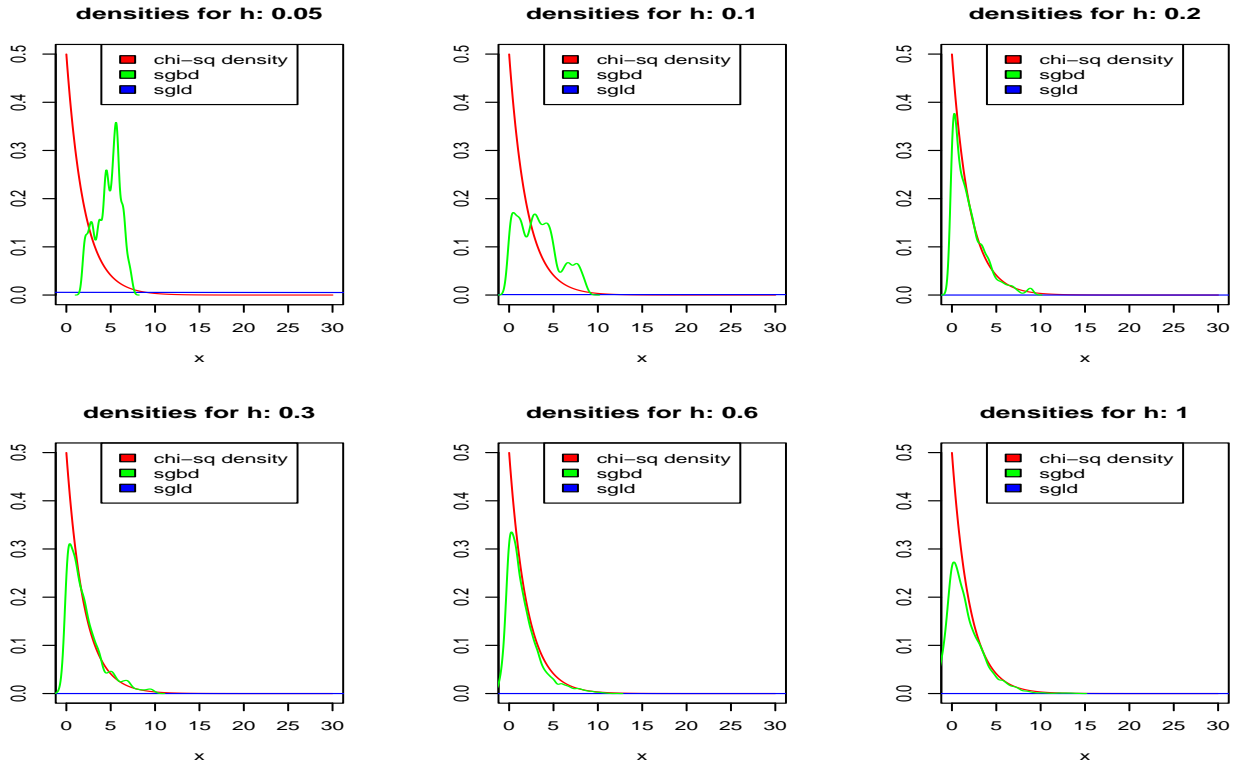 densities for h: 0.05
chi-sq density
sgbd
sgld
0.0
0.1
0.2
0.3
0.4
0.5
0 5 10 15 20 25 30
x
densities for h: 0.1
chi-sq density
sgbd
sgld
0.0
0.1
0.2
0.3
0.4
0.5
0 5 10 15 20 25 30
x
densities for h: 0.2
chi-sq density
sgbd
sgld
0.0
0.1
0.2
0.3
0.4
0.5
0 5 10 15 20 25 30
x
densities for h: 0.3
chi-sq density
sgbd
sgld
0.0
0.1
0.2
0.3
0.4
0.5
0 5 10 15 20 25 30
x
densities for h: 0.6
chi-sq density
sgbd
sgld
0.0
0.1
0.2
0.3
0.4
0.5
0 5 10 15 20 25 30
x
densities for h: 1
chi-sq density
sgbd
sgld
0.0
0.1
0.2
0.3
0.4
0.5
0 5 10 15 20 25 30
x